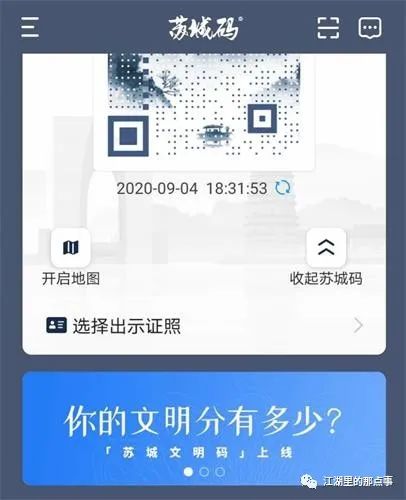 苏城码
2020-09-04 18:31:53
开启地图
收起苏城码
选择出示证照
你的文明分有多少?
「苏城文明码」上线
江湖里的那点事